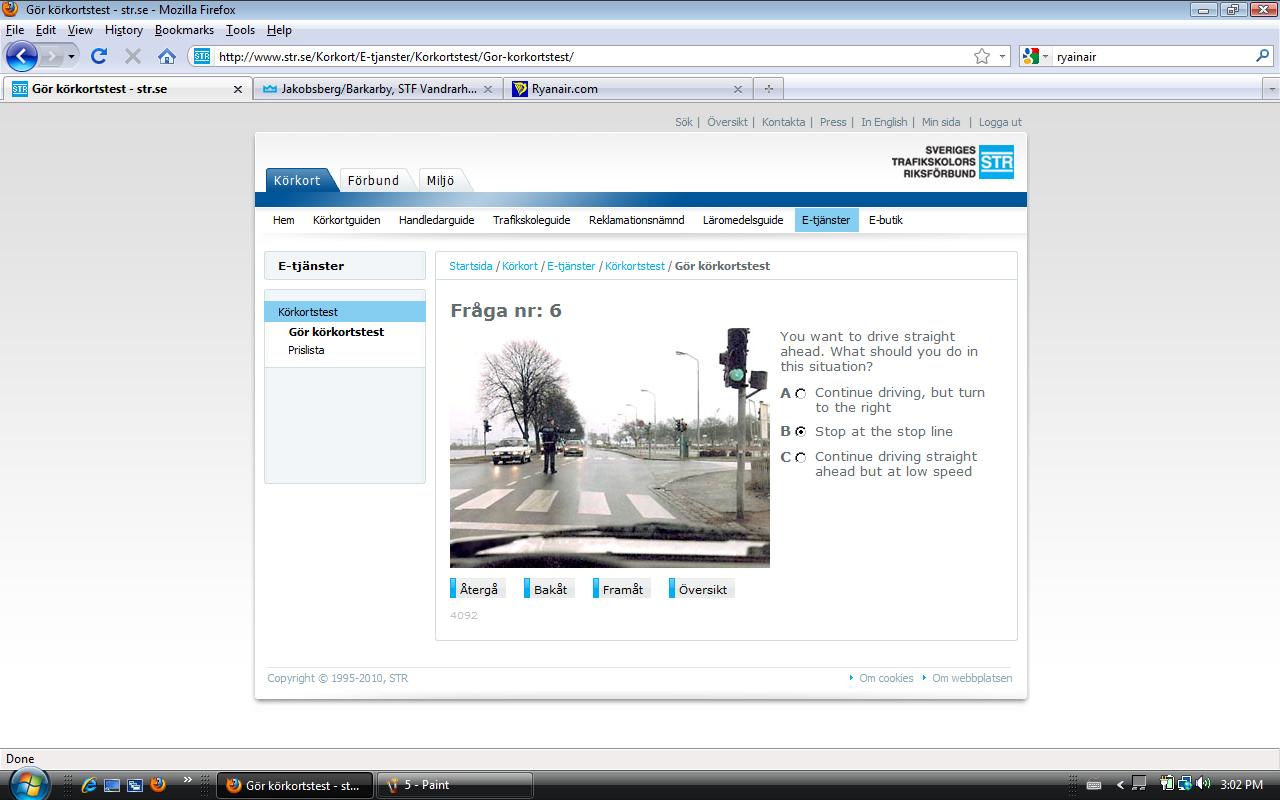 Gör körkortstest - str.se - Mozilla Firefox
File Edit View History Bookmarks Tools Help
STR http://www.str.se/Korkort/E-tjanster/Korkortstest/Gor-korkortstest/ ryainair
STR Gör körkortstest - str.se Jakobsberg/Barkarby, STF Vandrarh... Ryanair.com
Sök | Översikt | Kontakta | Press | In English | Min sida | Logga ut
SVERIGES
TRAFIKSKOLORS STR
RIKSFÖRBUND
Körkort Förbund Miljö
Hem Körkortguiden Handledarguide Trafikskoleguide Reklamationsnämnd Läromedelsguide E-tjänster E-butik
E-tjänster
Körkortstest
Gör körkortstest
Prislista
Startsida / Körkort / E-tjänster / Körkortstest / Gör körkortstest
Fråga nr: 6
You want to drive straight
ahead. What should you do in
this situation?
A Continue driving, but turn
to the right
B Stop at the stop line
C Continue driving straight
ahead but at low speed
Återgå Bakåt Framåt Översikt
4092
Copyright © 1995-2010, STR Om cookies Om webbplatsen
Done
Gör körkortstest - st... 5 - Paint 3:02 PM